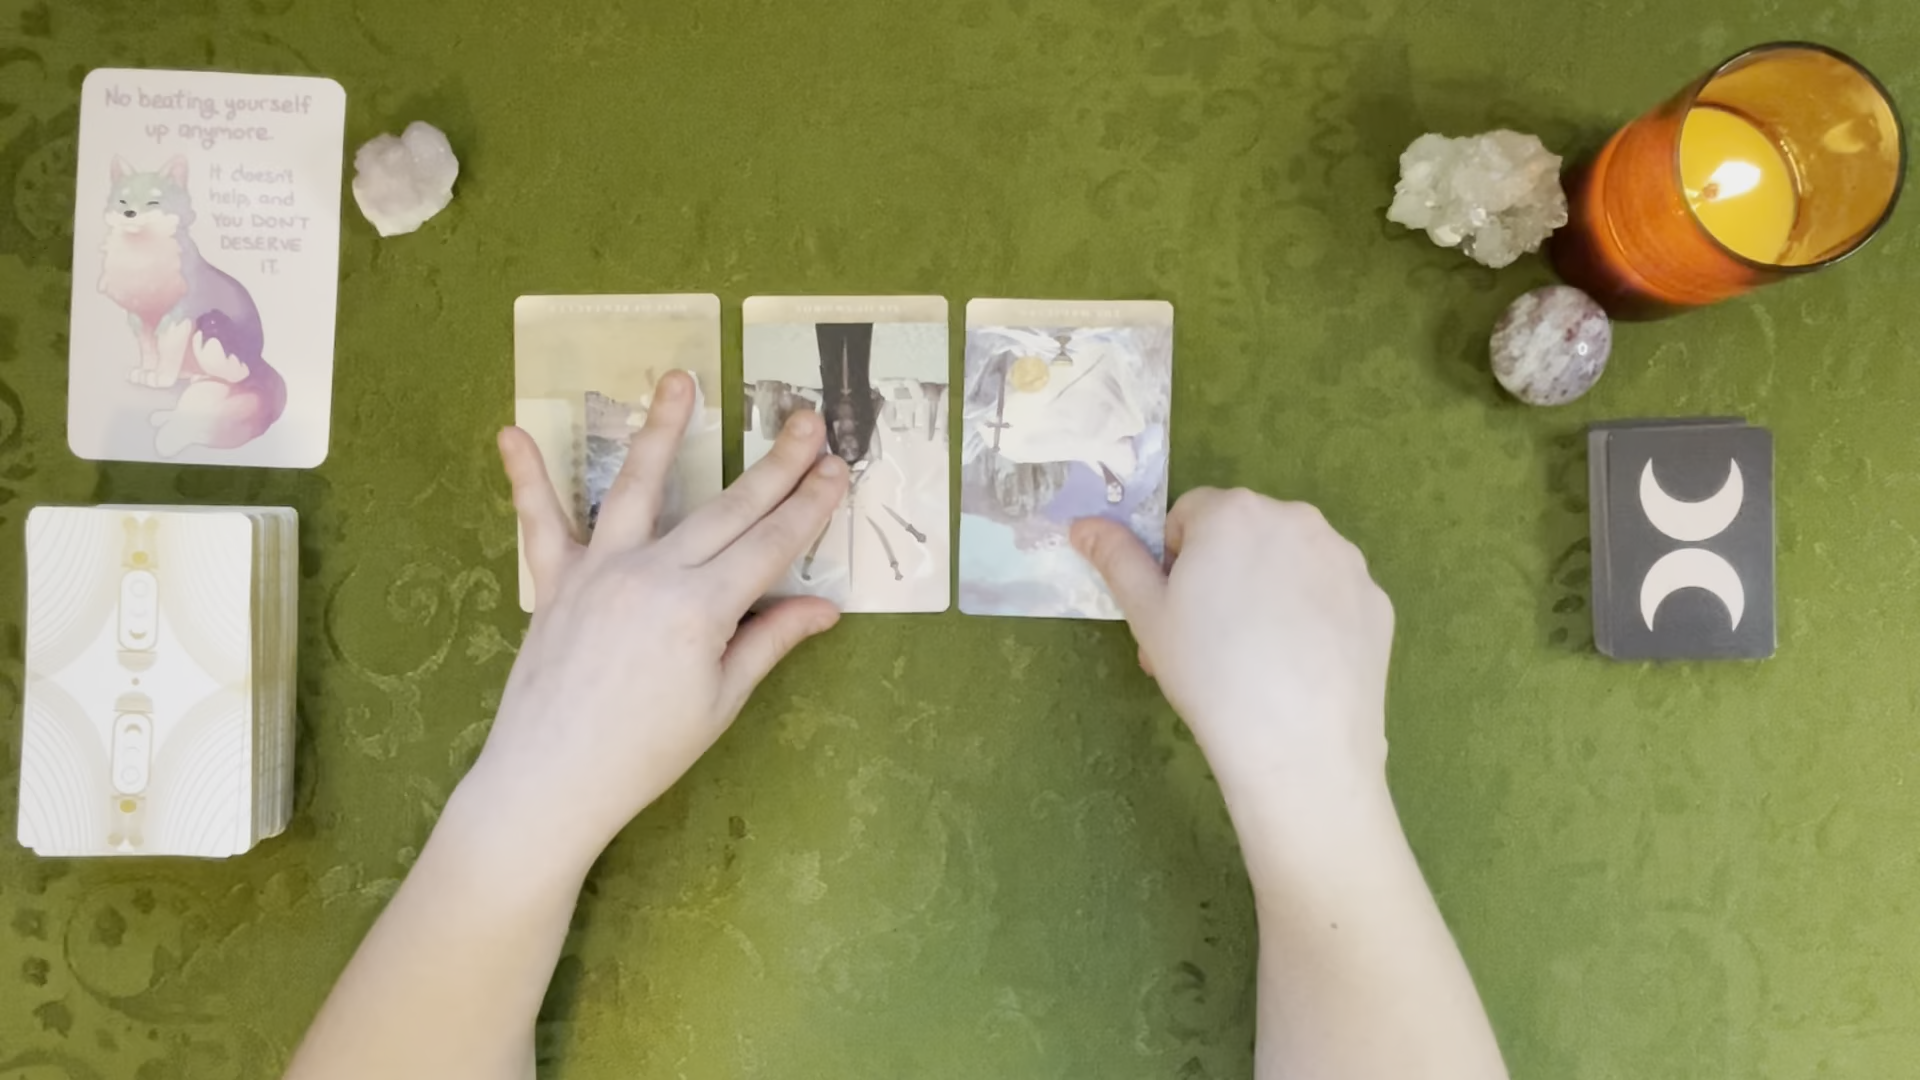 No beating yourself
up anymore.
It doesn't
help, and
YOU DON'T
DESERVE
IT.